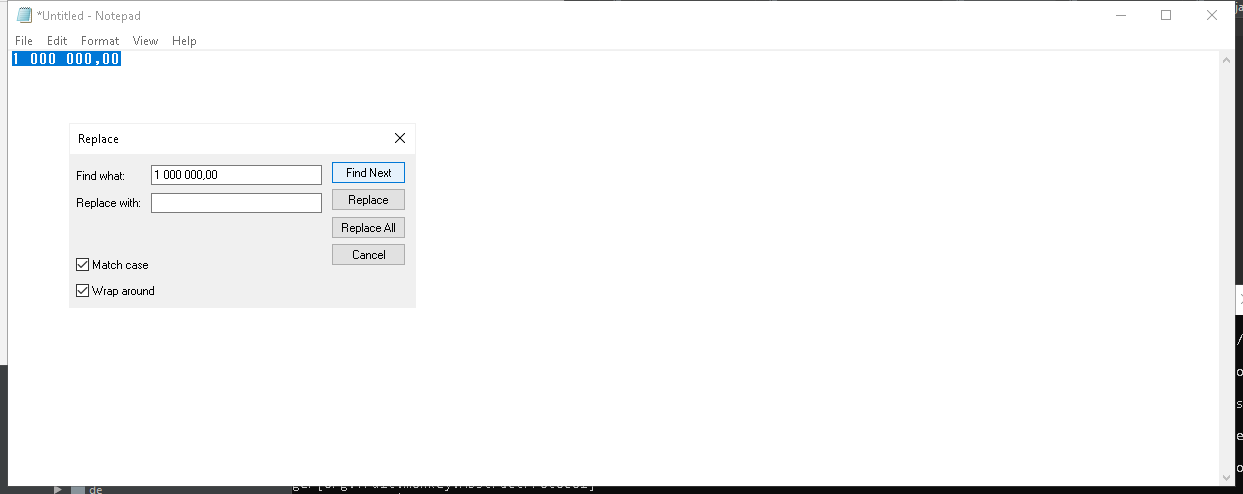 *Untitled - Notepad
File Edit Format View Help
1 000 000,00
Replace
Find what: 1 000 000,00 Find Next
Replace with: Replace
Replace All
Cancel
Match case
Wrap around
de